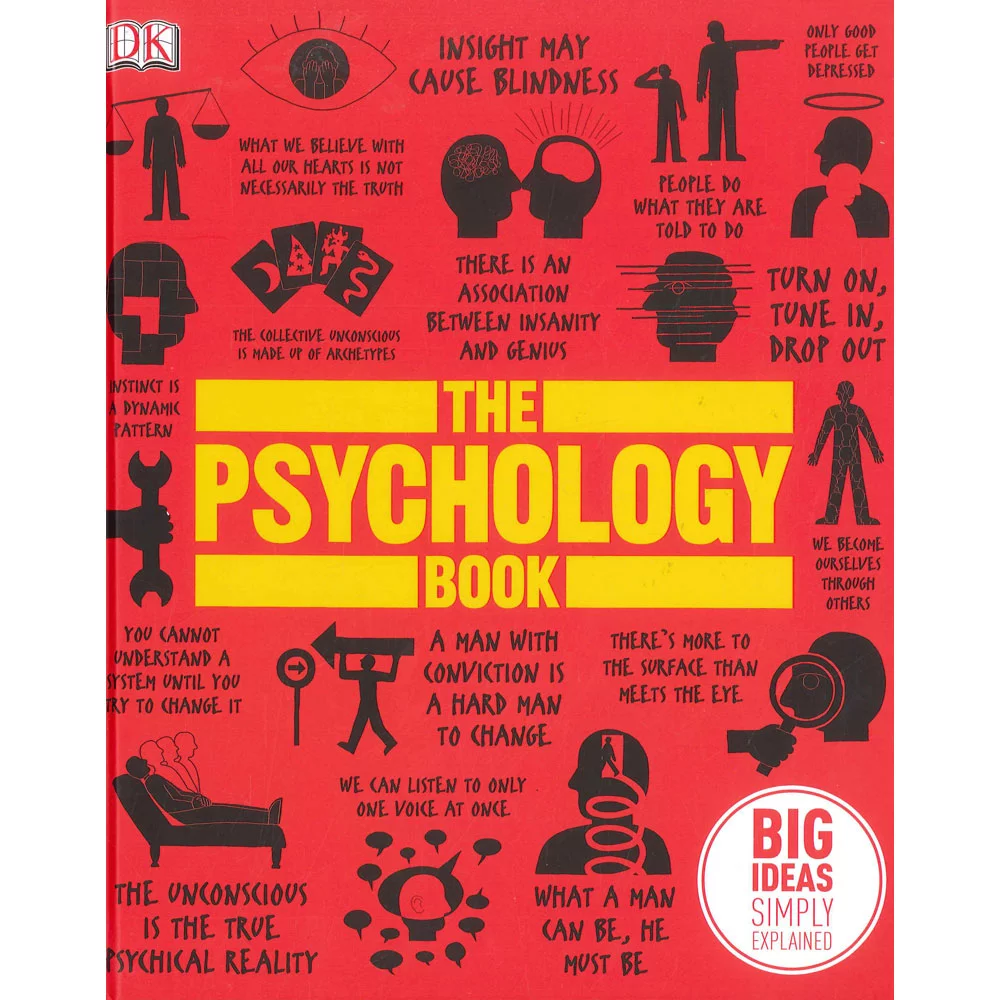 DK
INSIGHT MAY
CAUSE BLINDNESS
ONLY GOOD
PEOPLE GET
DEPRESSED
WHAT WE BELIEVE WITH
ALL OUR HEARTS IS NOT
NECESSARILY THE TRUTH
PEOPLE DO
WHAT THEY ARE
TOLD TO DO
THE COLLECTIVE UNCONSCIOUS
IS MADE UP OF ARCHETYPES
THERE IS AN
ASSOCIATION
BETWEEN INSANITY
AND GENIUS
TURN ON,
TUNE IN,
DROP OUT
INSTINCT IS
A DYNAMIC
PATTERN
THE
PSYCHOLOGY
BOOK
WE BECOME
OURSELVES
THROUGH
OTHERS
YOU CANNOT
UNDERSTAND A
SYSTEM UNTIL YOU
TRY TO CHANGE IT
A MAN WITH
CONVICTION IS
A HARD MAN
TO CHANGE
THERE'S MORE TO
THE SURFACE THAN
MEETS THE EYE
WE CAN LISTEN TO ONLY
ONE VOICE AT ONCE
THE UNCONSCIOUS
IS THE TRUE
PSYCHICAL REALITY
WHAT A MAN
CAN BE, HE
MUST BE
BIG
IDEAS
SIMPLY
EXPLAINED